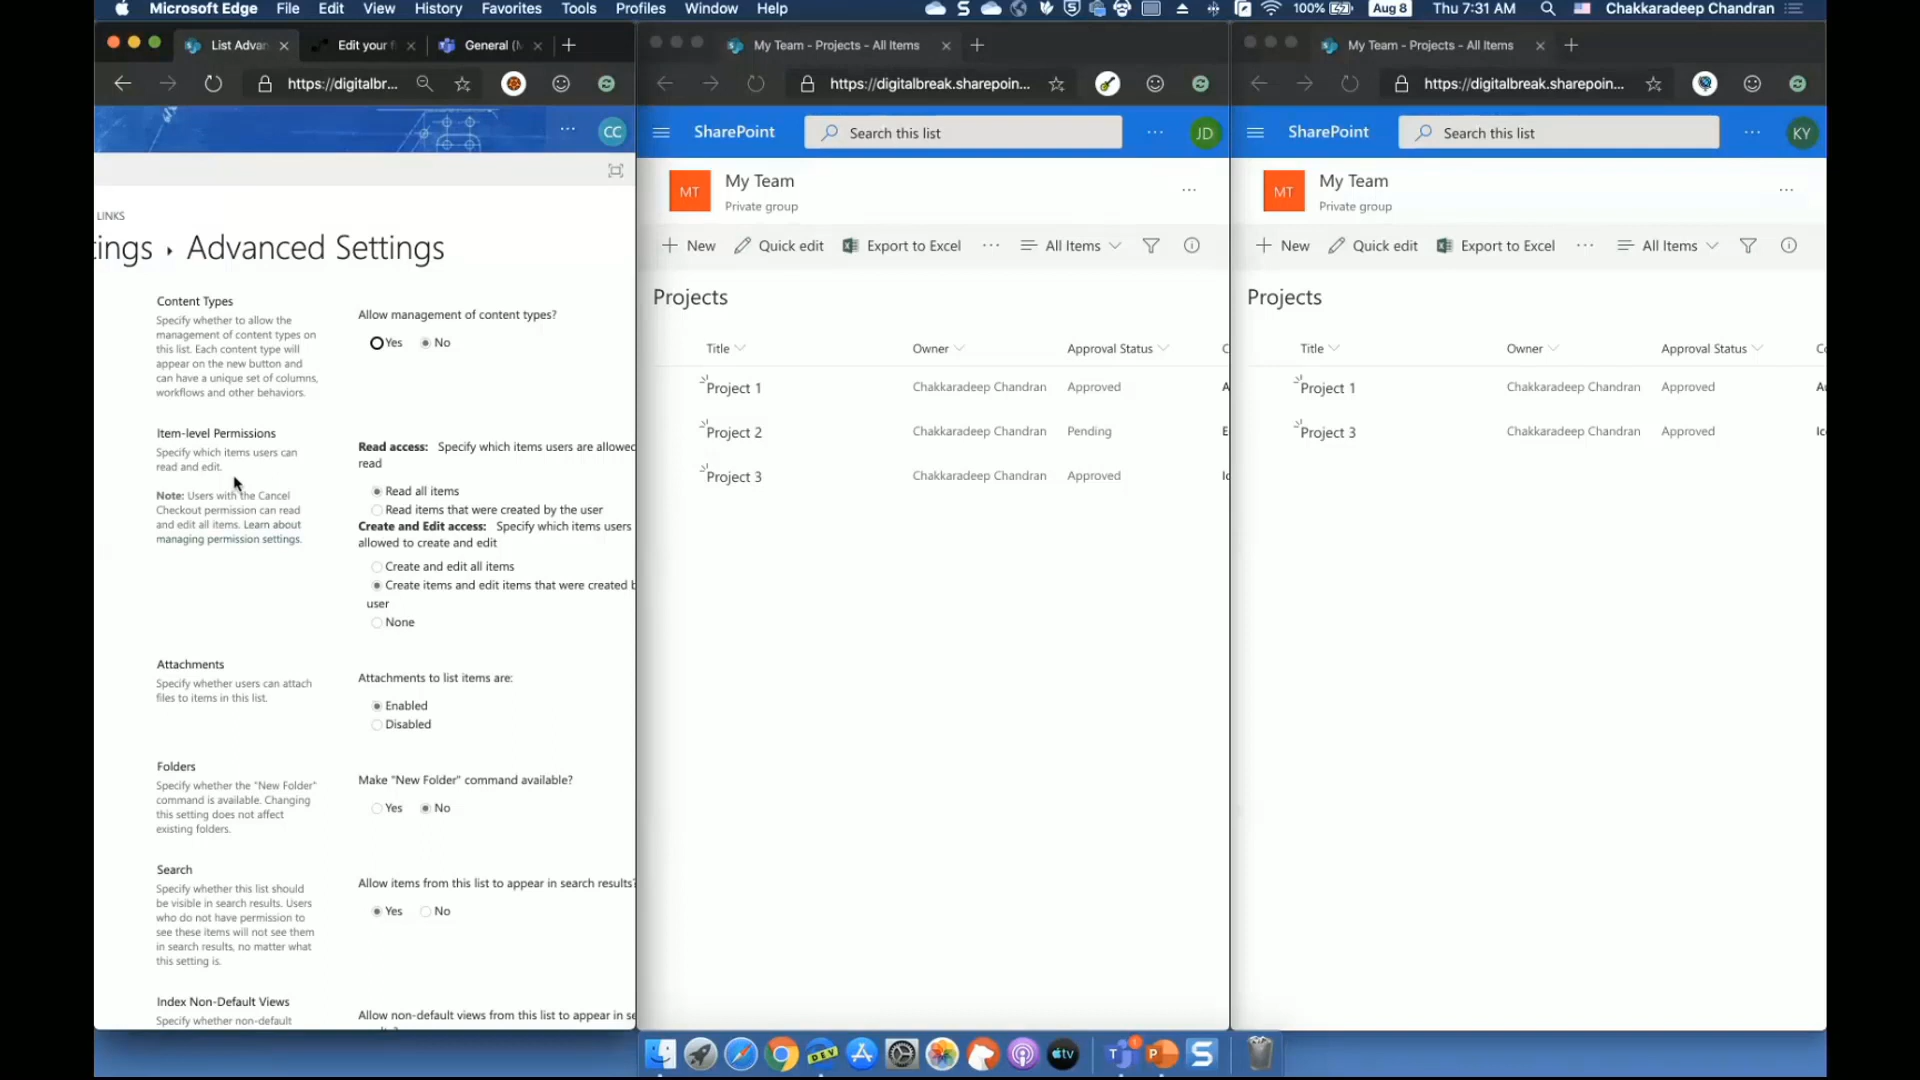 Microsoft Edge File Edit View History Favorites Tools Profiles Window Help 100% Aug 8 Thu 7:31 AM Chakkaradeep Chandran
List Advan Edit your General (
https://digitalbr...
CC
LINKS
tings › Advanced Settings
Content Types
Specify whether to allow the
management of content types on
this list. Each content type will
appear on the new button and
can have a unique set of columns,
workflows and other behaviors.
Allow management of content types?
Yes No
Item-level Permissions
Specify which items users can
read and edit.
Note: Users with the Cancel
Checkout permission can read
and edit all items. Learn about
managing permission settings.
Read access: Specify which items users are allowed
read
Read all items
Read items that were created by the user
Create and Edit access: Specify which items users
allowed to create and edit
Create and edit all items
Create items and edit items that were created b
user
None
Attachments
Specify whether users can attach
files to items in this list.
Attachments to list items are:
Enabled
Disabled
Folders
Specify whether the "New Folder"
command is available. Changing
this setting does not affect
existing folders.
Make "New Folder" command available?
Yes No
Search
Specify whether this list should
be visible in search results. Users
who do not have permission to
see these items will not see them
in search results, no matter what
this setting is.
Allow items from this list to appear in search results?
Yes No
Index Non-Default Views
Specify whether non-default
Allow non-default views from this list to appear in se
My Team - Projects - All Items
https://digitalbreak.sharepoin...
SharePoint Search this list JD
MT My Team
Private group
New Quick edit Export to Excel ... All Items
Projects
Title Owner Approval Status C
Project 1 Chakkaradeep Chandran Approved A
Project 2 Chakkaradeep Chandran Pending E
Project 3 Chakkaradeep Chandran Approved Ic
My Team - Projects - All Items
https://digitalbreak.sharepoin...
SharePoint Search this list KY
MT My Team
Private group
New Quick edit Export to Excel ... All Items
Projects
Title Owner Approval Status Co
Project 1 Chakkaradeep Chandran Approved Au
Project 3 Chakkaradeep Chandran Approved Ic
DEV tv